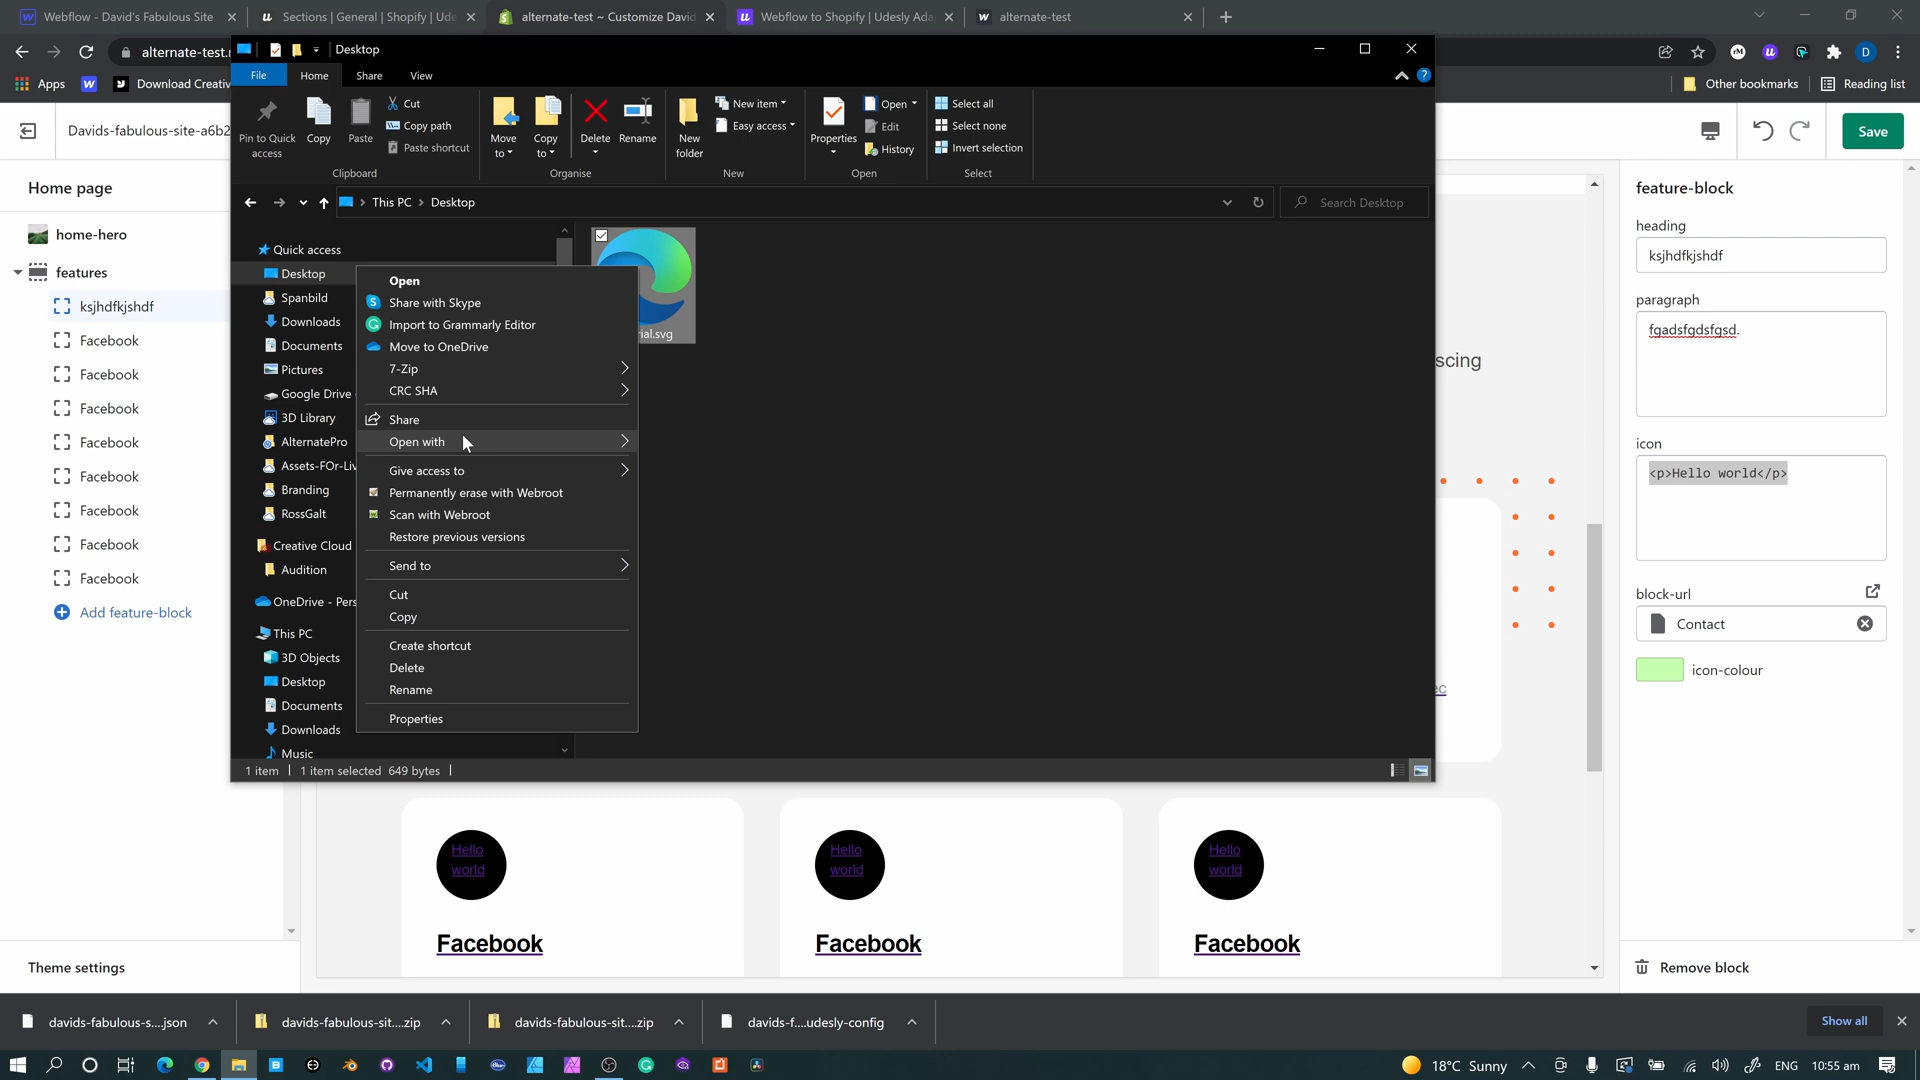 Webflow - David's Fabulous Site
Sections | General | Shopify | Ude
alternate-test ~ Customize David
Webflow to Shopify | Udesly Ada
alternate-test
alternate-test.
Desktop
Apps
Download Creativ
Other bookmarks
Reading list
File
Home
Share
View
Pin to Quick access
Copy
Paste
Cut
Copy path
Paste shortcut
Clipboard
Move to
Copy to
Delete
Rename
Organise
New folder
New item
Easy access
New
Properties
Open
Edit
History
Open
Select all
Select none
Invert selection
Select
This PC > Desktop
Search Desktop
Davids-fabulous-site-a6b2
Save
Home page
home-hero
features
ksjhdfkjshdf
Facebook
Facebook
Facebook
Facebook
Facebook
Facebook
Facebook
Facebook
Add feature-block
Theme settings
Quick access
Desktop
Spanbild
Downloads
Documents
Pictures
Google Drive
3D Library
AlternatePro
Assets-FOr-Liv
Branding
RossGalt
Creative Cloud
Audition
OneDrive - Pers
This PC
3D Objects
Desktop
Documents
Downloads
Music
Open
Share with Skype
Import to Grammarly Editor
Move to OneDrive
7-Zip
CRC SHA
Share
Open with
Give access to
Permanently erase with Webroot
Scan with Webroot
Restore previous versions
Send to
Cut
Copy
Create shortcut
Delete
Rename
Properties
ial.svg
1 item
1 item selected 649 bytes
scing
ec
Hello world
Hello world
Hello world
Facebook
Facebook
Facebook
feature-block
heading
ksjhdfkjshdf
paragraph
fgadsfgdsfgsd.
icon
<p>Hello world</p>
block-url
Contact
icon-colour
Remove block
davids-fabulous-s....json
davids-fabulous-sit....zip
davids-fabulous-sit....zip
davids-f....udesly-config
Show all
18°C Sunny
ENG
10:55 am